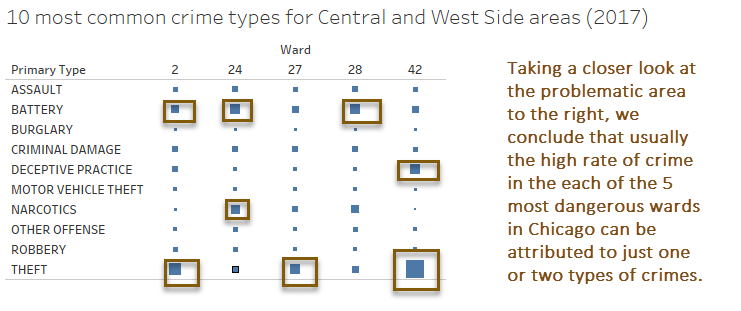 10 most common crime types for Central and West Side areas (2017)
Ward
Primary Type 2 24 27 28 42
ASSAULT
BATTERY
BURGLARY
CRIMINAL DAMAGE
DECEPTIVE PRACTICE
MOTOR VEHICLE THEFT
NARCOTICS
OTHER OFFENSE
ROBBERY
THEFT
Taking a closer look at
the problematic area
to the right, we
conclude that usually
the high rate of crime
in the each of the 5
most dangerous wards
in Chicago can be
attributed to just one
or two types of crimes.